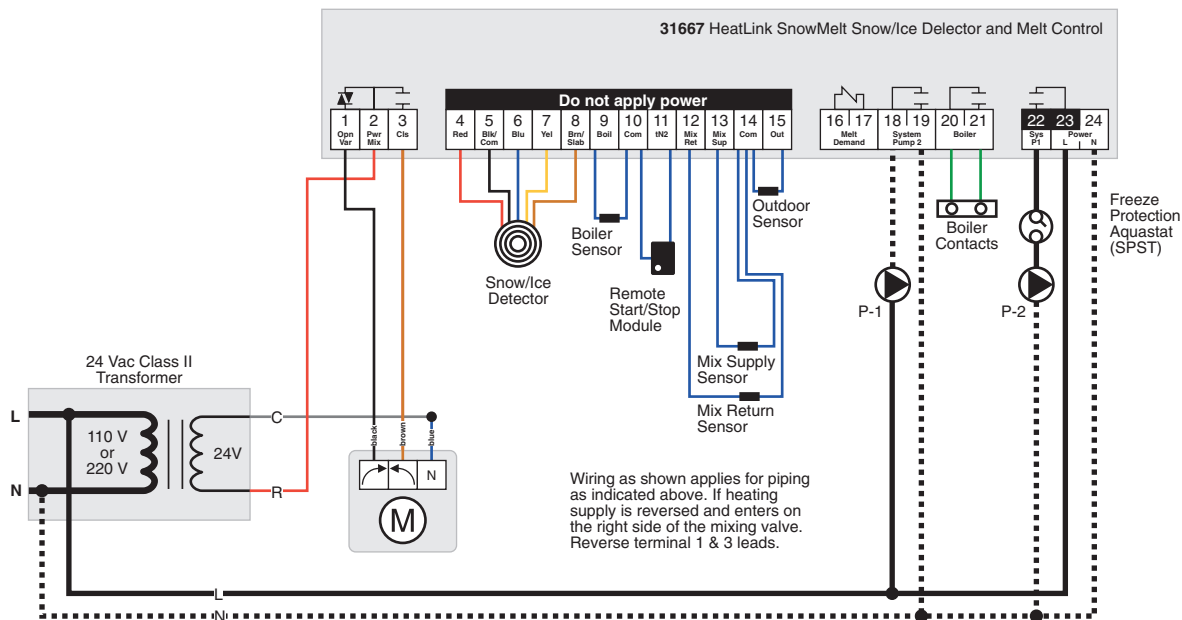 31667 HeatLink SnowMelt Snow/Ice Delector and Melt Control
Do not apply power
1 2 3
Opn Var
Pwr Mix
Cls
4 5 6 7 8 9 10 11 12 13 14 15
Red
Blk/ Com
Blu
Yel
Brn/ Slab
Boil
Com
tN2
Mix Ret
Mix Sup
Com
Out
16 17 18 19 20 21
Melt Demand
System Pump 2
Boiler
22 23 24
Sys P1
Power
L
N
Snow/Ice
Detector
Boiler
Sensor
Remote
Start/Stop
Module
Outdoor
Sensor
Mix Supply
Sensor
Mix Return
Sensor
Boiler
Contacts
Freeze
Protection
Aquastat
(SPST)
P-1
P-2
24 Vac Class II
Transformer
L
N
110 V
or
220 V
24V
C
R
black
brown
blue
N
M
Wiring as shown applies for piping
as indicated above. If heating
supply is reversed and enters on
the right side of the mixing valve.
Reverse terminal 1 & 3 leads.
L
N